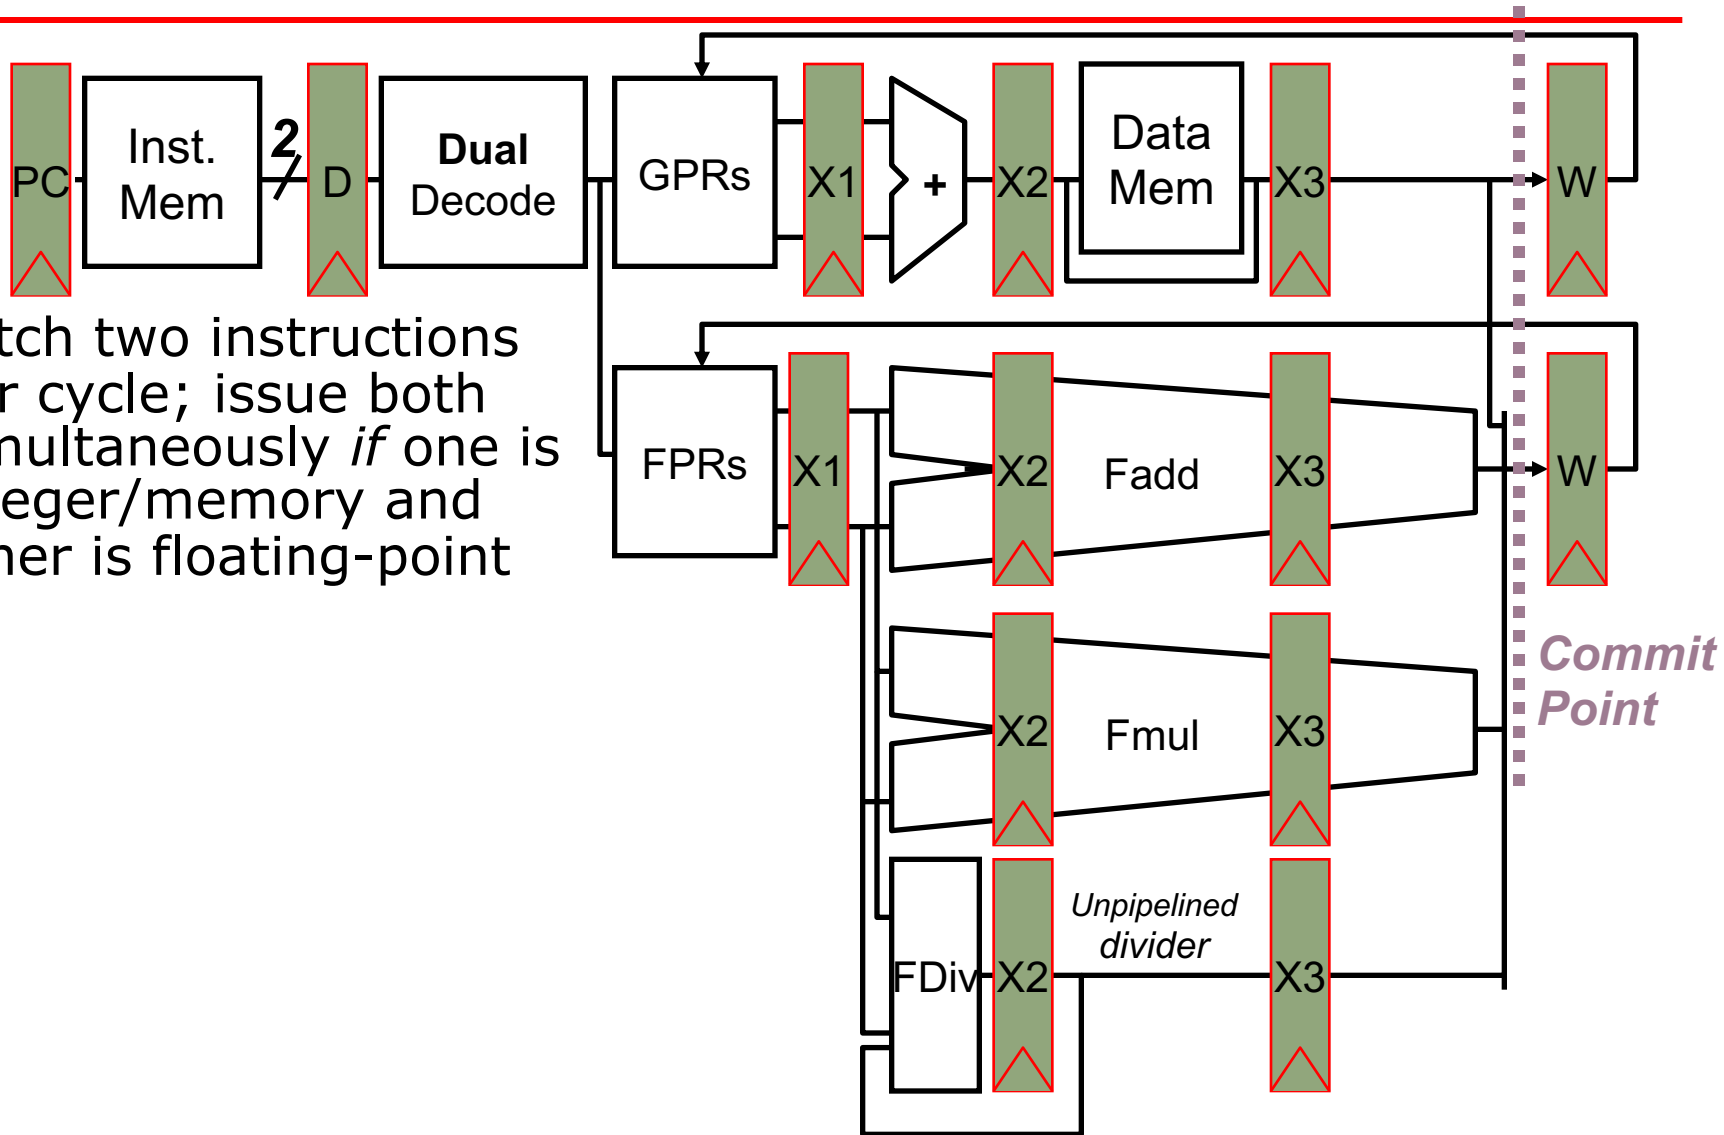 PC
Inst.
Mem
2
D
Dual
Decode
GPRs
X1
+
X2
Data
Mem
X3
W
tch two instructions
r cycle; issue both
multaneously if one is
eger/memory and
her is floating-point
FPRs
X1
X2
Fadd
X3
W
X2
Fmul
X3
Commit
Point
FDiv
X2
Unpipelined
divider
X3